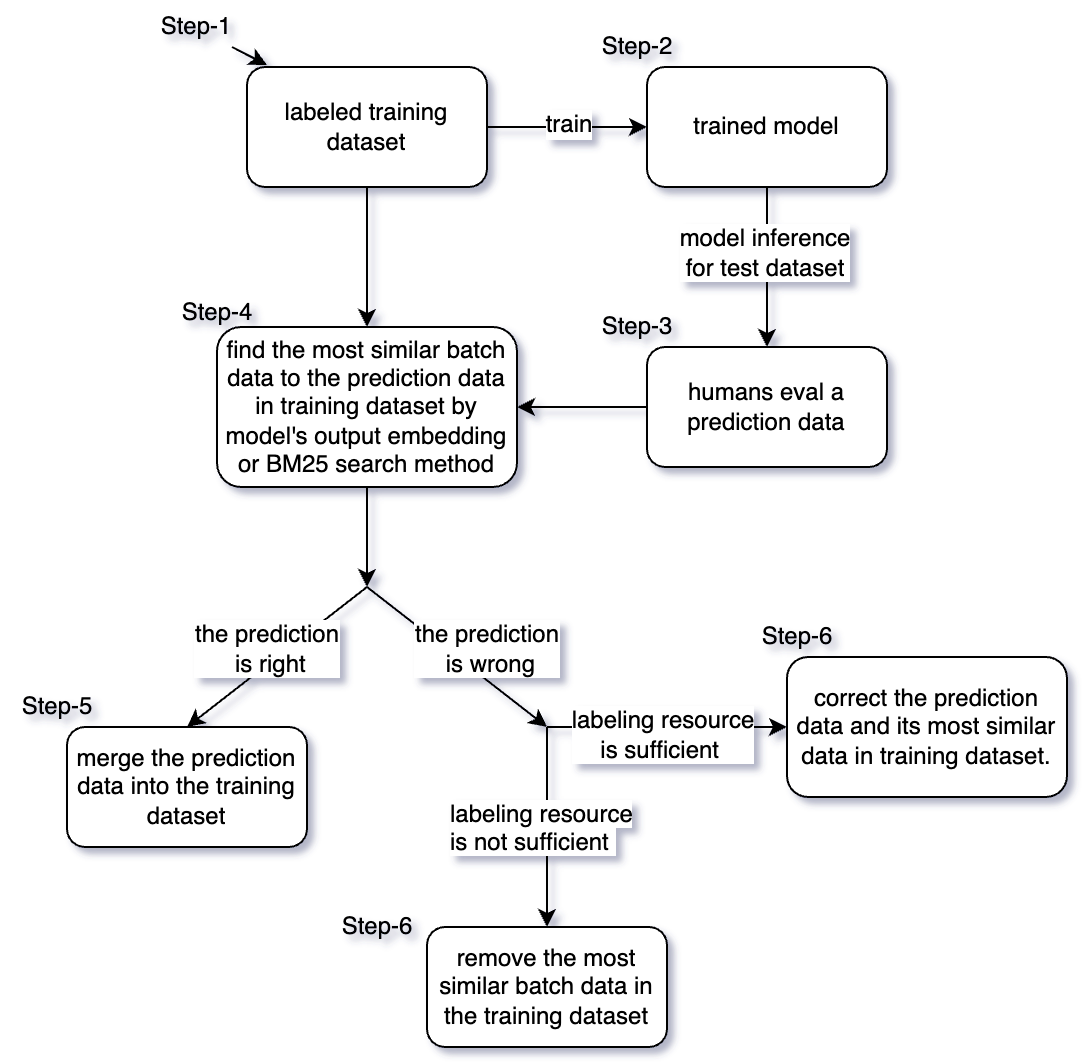 Step-1
labeled training
dataset
train
Step-2
trained model
model inference
for test dataset
Step-3
humans eval a
prediction data
Step-4
find the most similar batch
data to the prediction data
in training dataset by
model's output embedding
or BM25 search method
the prediction
is right
the prediction
is wrong
Step-5
merge the prediction
data into the training
dataset
labeling resource
is sufficient
Step-6
correct the prediction
data and its most similar
data in training dataset.
labeling resource
is not sufficient
Step-6
remove the most
similar batch data in
the training dataset